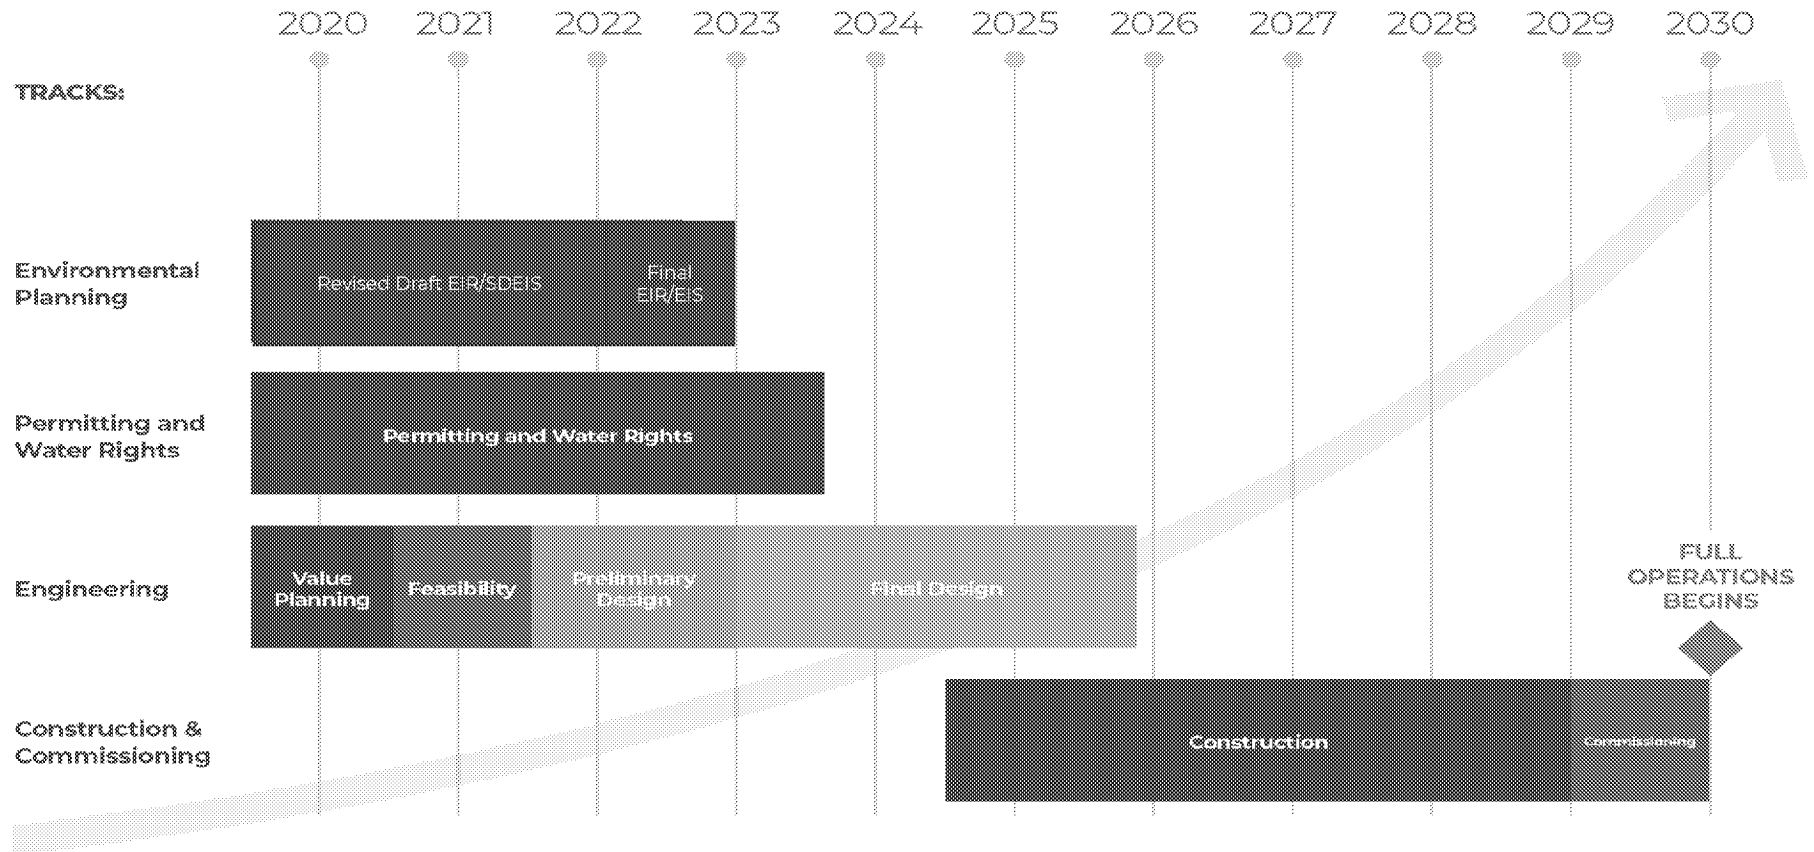 2020 2021 2022 2023 2024 2025 2026 2027 2028 2029 2030
TRACKS:
Environmental
Planning
Revised Draft EIR/SDEIS
Final
EIR/EIS
Permitting and
Water Rights
Permitting and Water Rights
Engineering
Value
Planning
Feasibility
Preliminary
Design
Final Design
FULL
OPERATIONS
BEGINS
Construction &
Commissioning
Construction
Commissioning